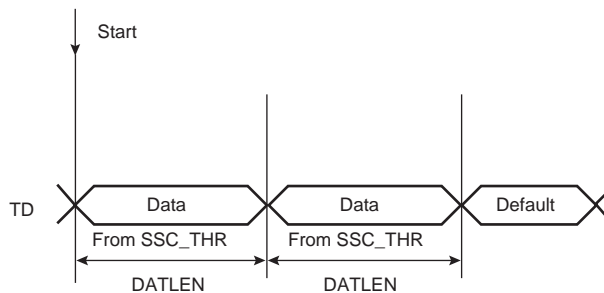 Start
TD
Data
Data
Default
From SSC_THR
From SSC_THR
DATLEN
DATLEN